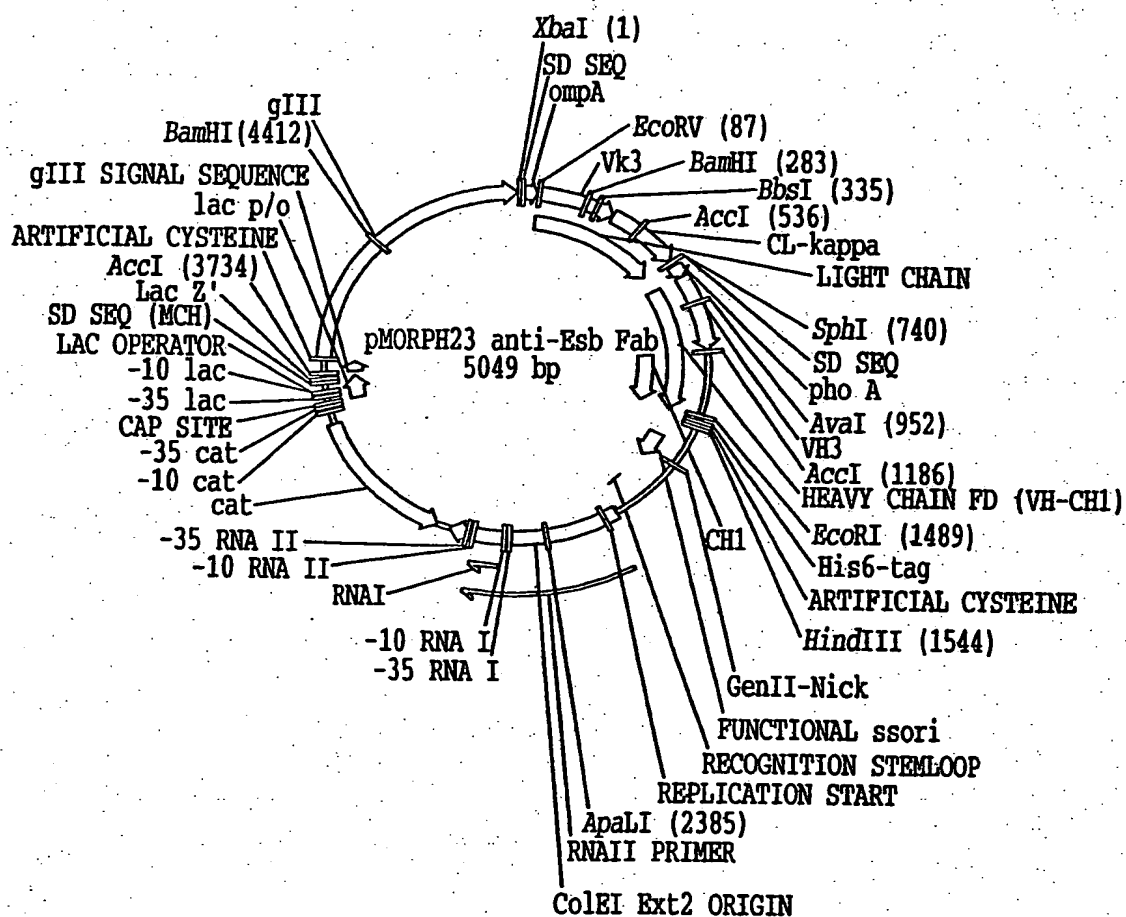 XbaI (1)
SD SEQ
ompA
EcoRV (87)
Vk3
BamHI (283)
BbsI (335)
AccI (536)
CL-kappa
LIGHT CHAIN
SphI (740)
SD SEQ
pho A
AvaI (952)
VH3
AccI (1186)
HEAVY CHAIN FD (VH-CH1)
EcoRI (1489)
His6-tag
ARTIFICIAL CYSTEINE
HindIII (1544)
CH1
GenII-Nick
FUNCTIONAL ssori
RECOGNITION STEMLOOP
REPLICATION START
ApaLI (2385)
RNAII PRIMER
ColEI Ext2 ORIGIN
-35 RNA I
-10 RNA I
RNAI
-10 RNA II
-35 RNA II
cat
-10 cat
-35 cat
CAP SITE
-35 lac
-10 lac
LAC OPERATOR
SD SEQ (MCH)
Lac Z'
AccI (3734)
ARTIFICIAL CYSTEINE
lac p/o
gIII SIGNAL SEQUENCE
BamHI(4412)
gIII
pMORPH23 anti-Esb Fab
5049 bp